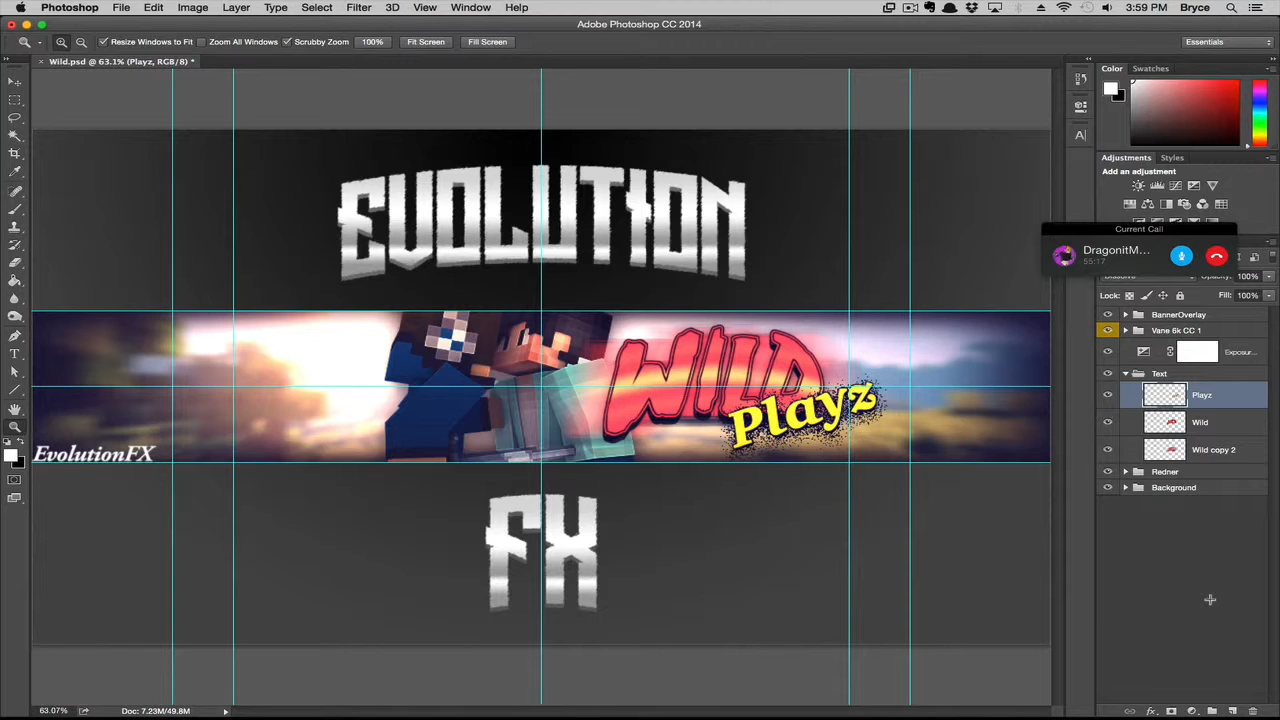 Photoshop File Edit Image Layer Type Select Filter 3D View Window Help 3:59 PM Bryce
Adobe Photoshop CC 2014
Resize Windows to Fit Zoom All Windows Scrubby Zoom 100% Fit Screen Fill Screen Essentials
Wild.psd @ 63.1% (Playz, RGB/8) *
Color Swatches
Adjustments Styles
Add an adjustment
Current Call
DragonitM...
55:17
Opacity: 100%
Lock: Fill: 100%
BannerOverlay
Vane 6k CC 1
Exposur...
Text
Playz
Wild
Wild copy 2
Redner
Background
EVOLUTION
WILD
Playz
EvolutionFX
FX
63.07% Doc: 7.23M/49.8M